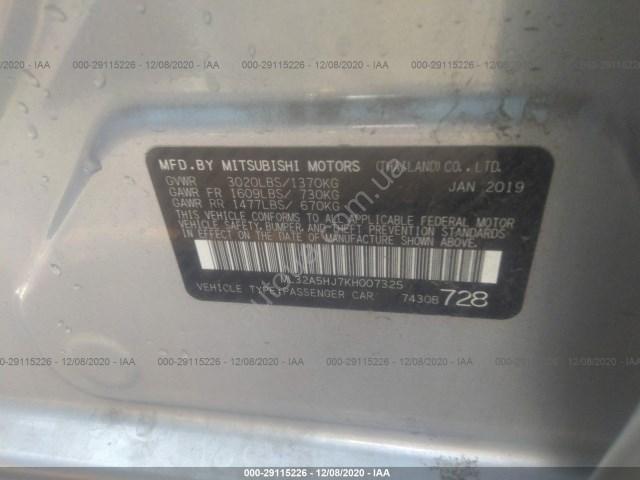 000-29115226 - 12/08/2020 - IAA
MFD.BY MITSUBISHI MOTORS (THAILAND)CO., LTD.
GVWR 3020LBS/1370KG JAN 2019
GAWR FR 1609LBS/ 730KG
GAWR RR 1477LBS/ 670KG
THIS VEHICLE CONFORMS TO ALL APPLICABLE FEDERAL MOTOR
VEHICLE SAFETY, BUMPER, AND THEFT PREVENTION STANDARDS
IN EFFECT ON THE DATE OF MANUFACTURE SHOWN ABOVE.
ML32A5HJ7KH007325
VEHICLE TYPE:PASSENGER CAR 7430B 728
000-29115226 - 12/08/2020 - IAA
000-29115226 - 12/08/2020 - IAA